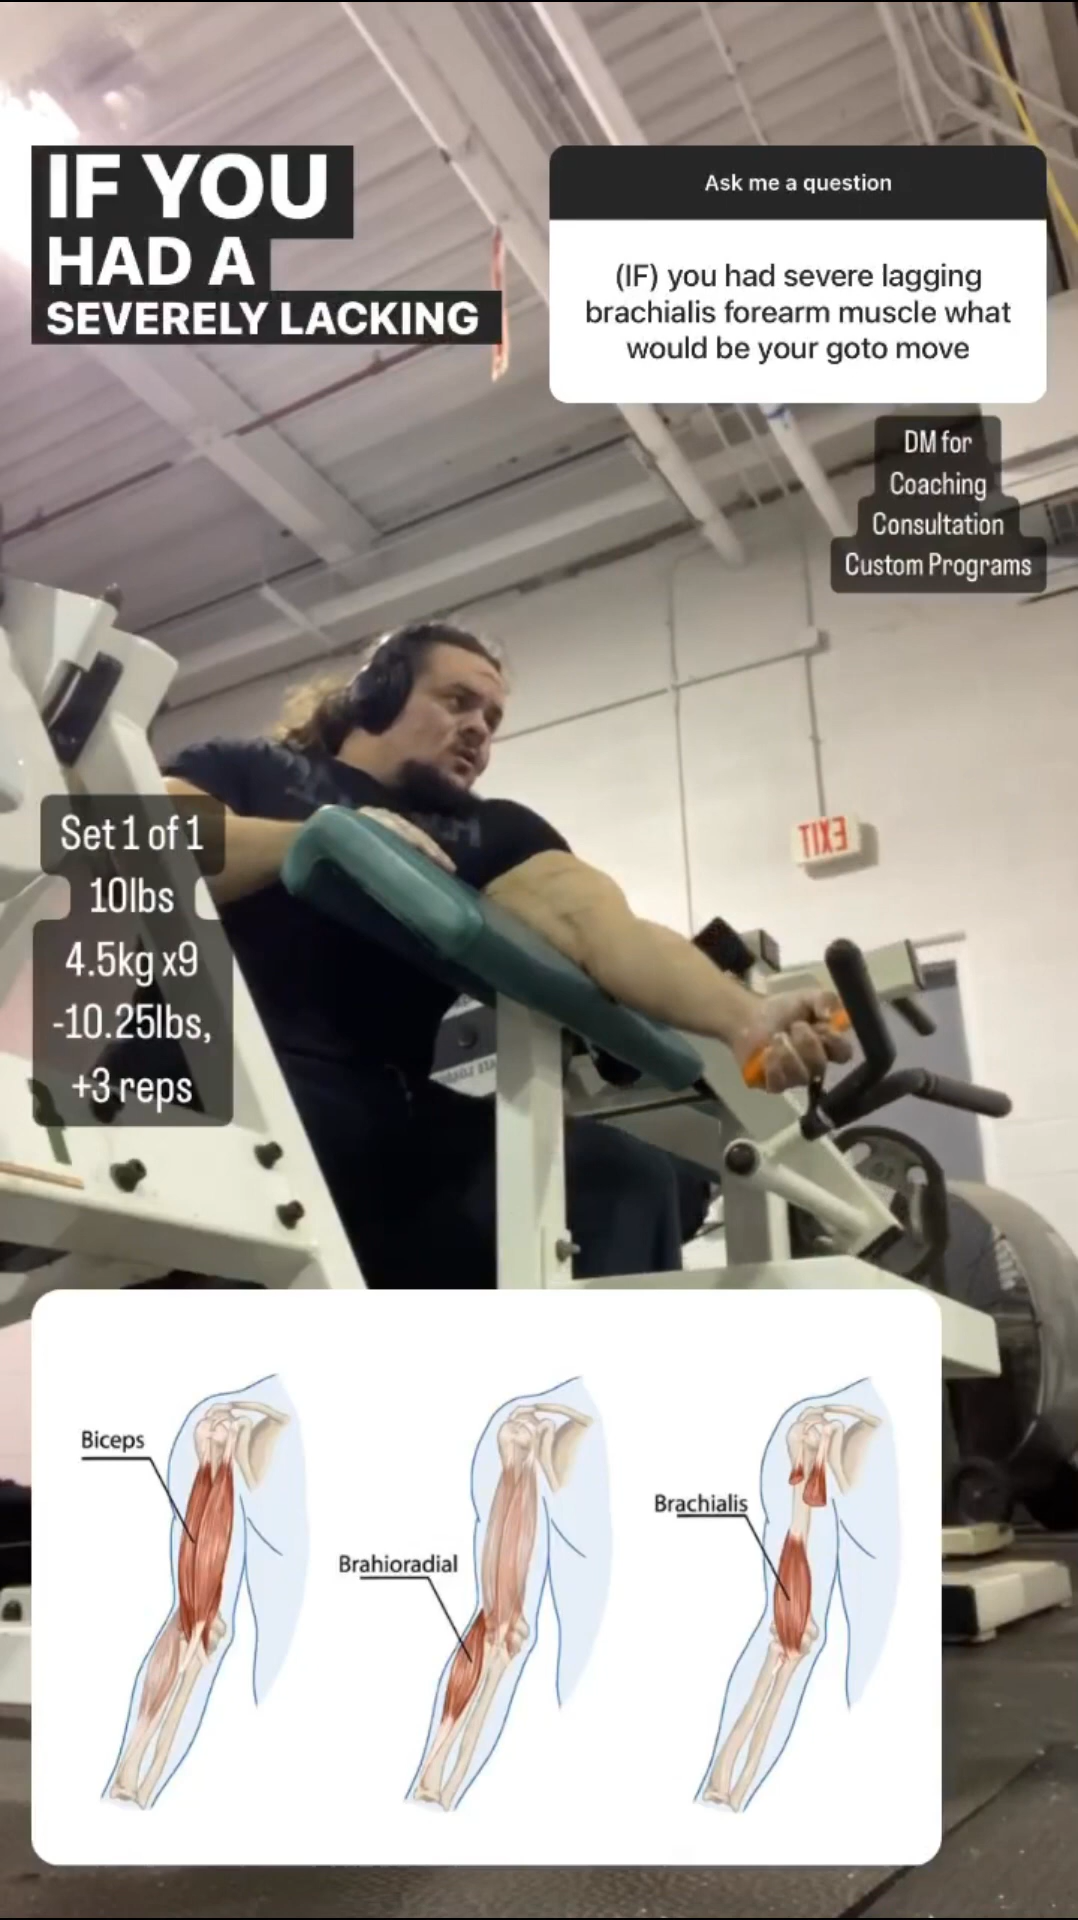 IF YOU
HAD A
SEVERELY LACKING
Ask me a question
(IF) you had severe lagging
brachialis forearm muscle what
would be your goto move
DM for
Coaching
Consultation
Custom Programs
EXIT
Set 1 of 1
10lbs
4.5kg x9
-10.25lbs,
+3 reps
Biceps
Brahioradial
Brachialis